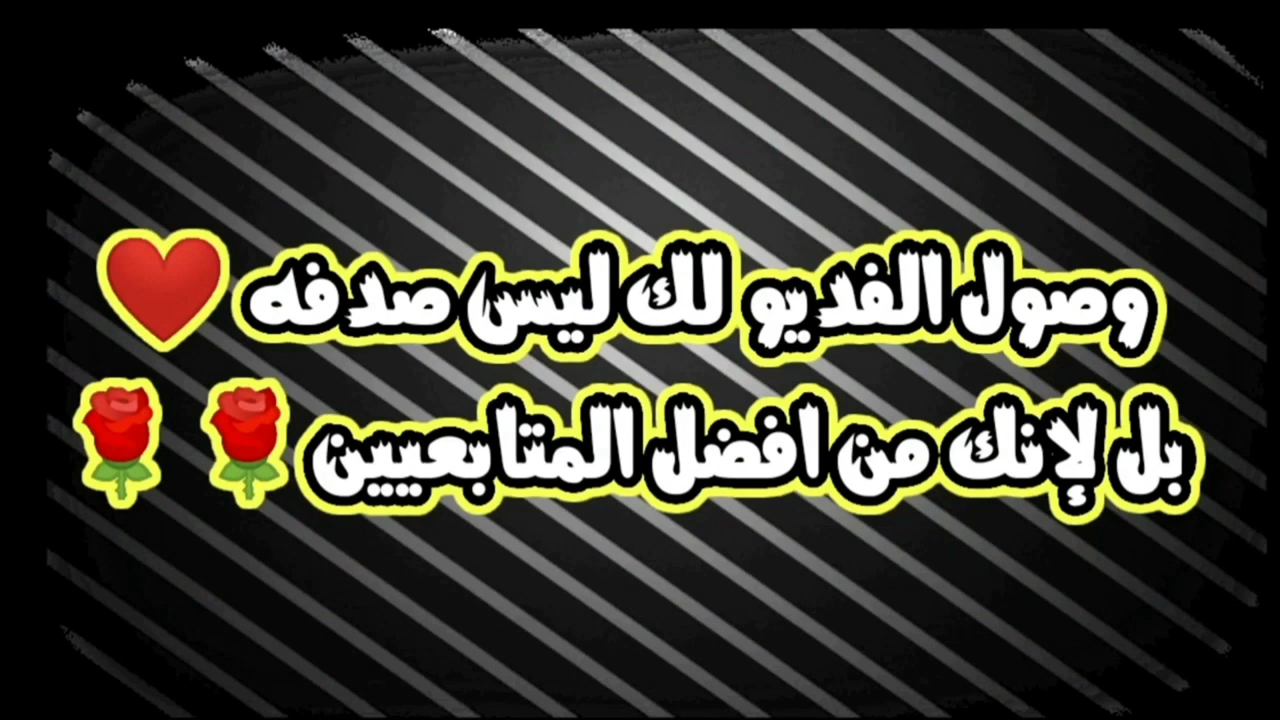 وصول الفديو لك ليس صدفه ❤️
بل لإنك من افضل المتابعيين 🌹 🌹